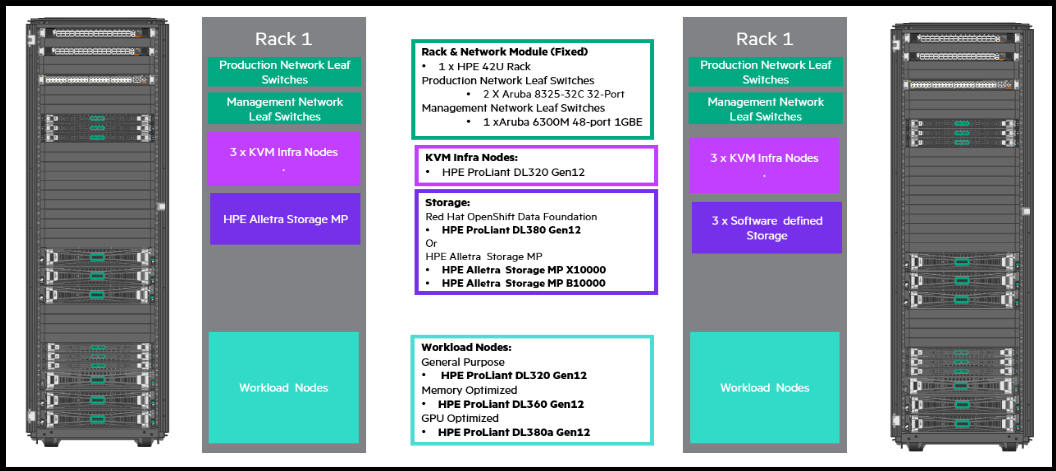 Rack 1
Production Network Leaf
Switches
Management Network
Leaf Switches
3 x KVM Infra Nodes
.
HPE Alletra Storage MP
Workload Nodes
Rack & Network Module (Fixed)
• 1 x HPE 42U Rack
Production Network Leaf Switches
• 2 X Aruba 8325-32C 32-Port
Management Network Leaf Switches
• 1 xAruba 6300M 48-port 1GBE
KVM Infra Nodes:
• HPE ProLiant DL320 Gen12
Storage:
Red Hat OpenShift Data Foundation
• HPE ProLiant DL380 Gen12
Or
HPE Alletra Storage MP
• HPE Alletra Storage MP X10000
• HPE Alletra Storage MP B10000
Workload Nodes:
General Purpose
• HPE ProLiant DL320 Gen12
Memory Optimized
• HPE ProLiant DL360 Gen12
GPU Optimized
• HPE ProLiant DL380a Gen12
Rack 1
Production Network Leaf
Switches
Management Network
Leaf Switches
3 x KVM Infra Nodes
.
3 x Software defined
Storage
Workload Nodes